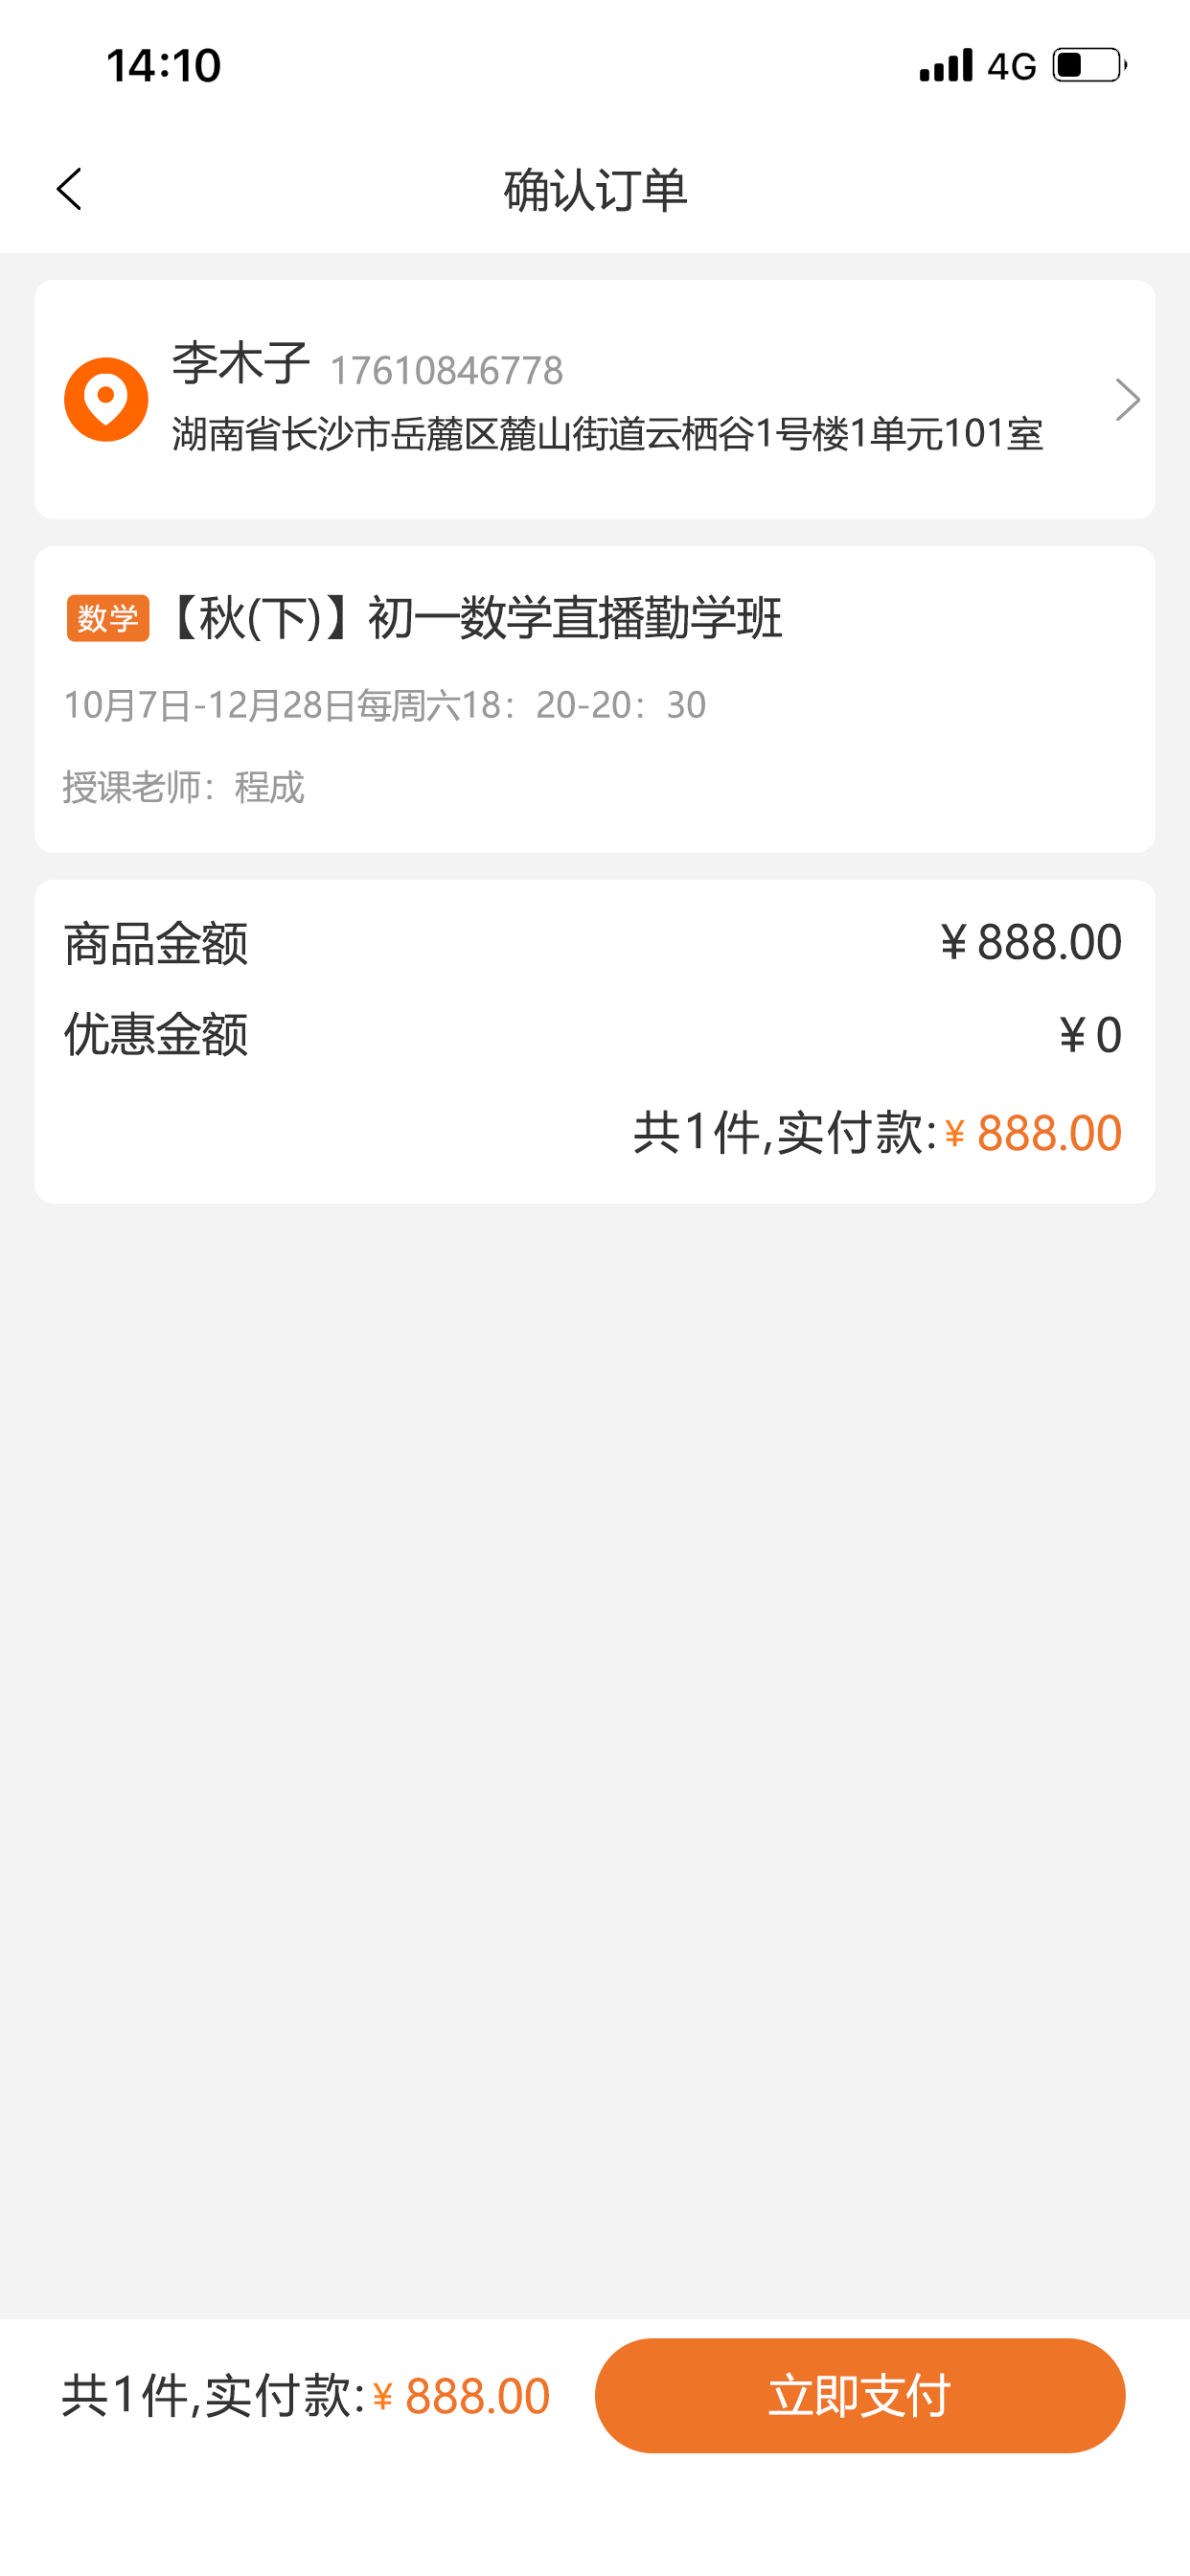 14:10 4G
确认订单
李木子 17610846778
湖南省长沙市岳麓区麓山街道云栖谷1号楼1单元101室
数学 【秋(下)】初一数学直播勤学班
10月7日-12月28日每周六18：20-20：30
授课老师：程成
商品金额 ¥888.00
优惠金额 ¥0
共1件,实付款:¥ 888.00
共1件,实付款:¥ 888.00 立即支付